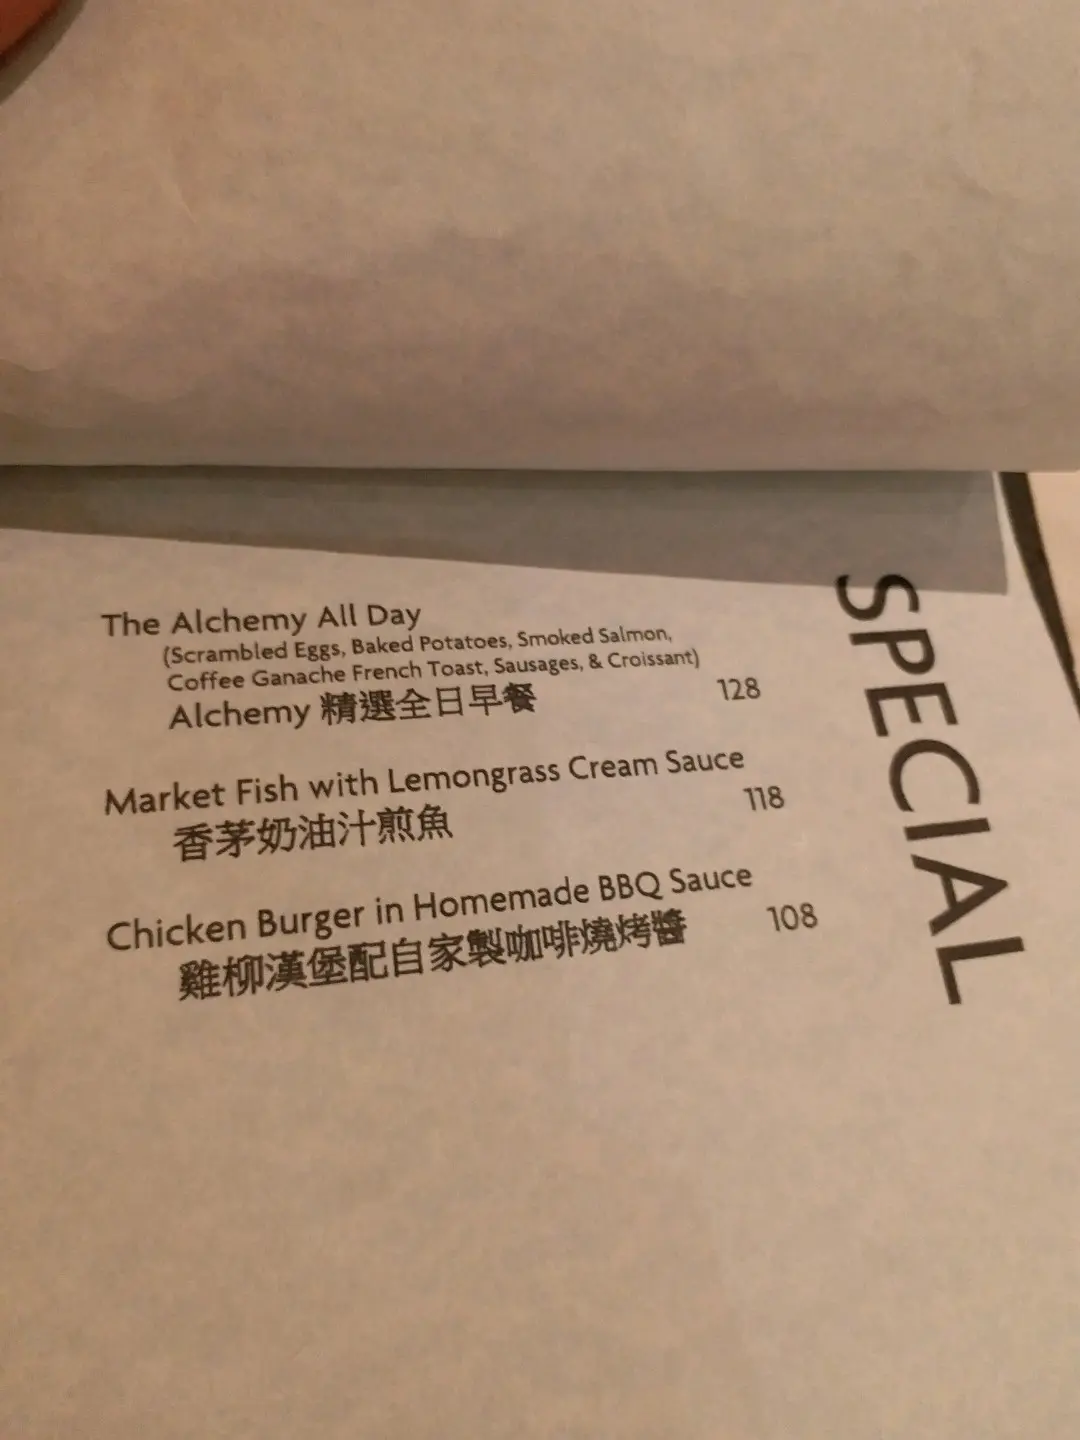 SPECIAL
The Alchemy All Day
(Scrambled Eggs, Baked Potatoes, Smoked Salmon,
Coffee Ganache French Toast, Sausages, & Croissant)
Alchemy 精選全日早餐 128
Market Fish with Lemongrass Cream Sauce
香茅奶油汁煎魚 118
Chicken Burger in Homemade BBQ Sauce
雞柳漢堡配自家製咖啡燒烤醬 108